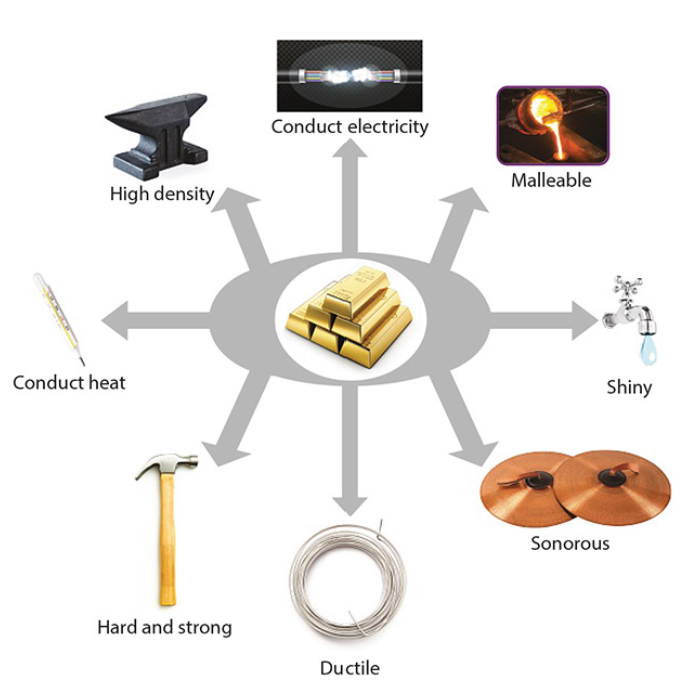 Conduct electricity
Malleable
High density
Conduct heat
Shiny
Sonorous
Hard and strong
Ductile